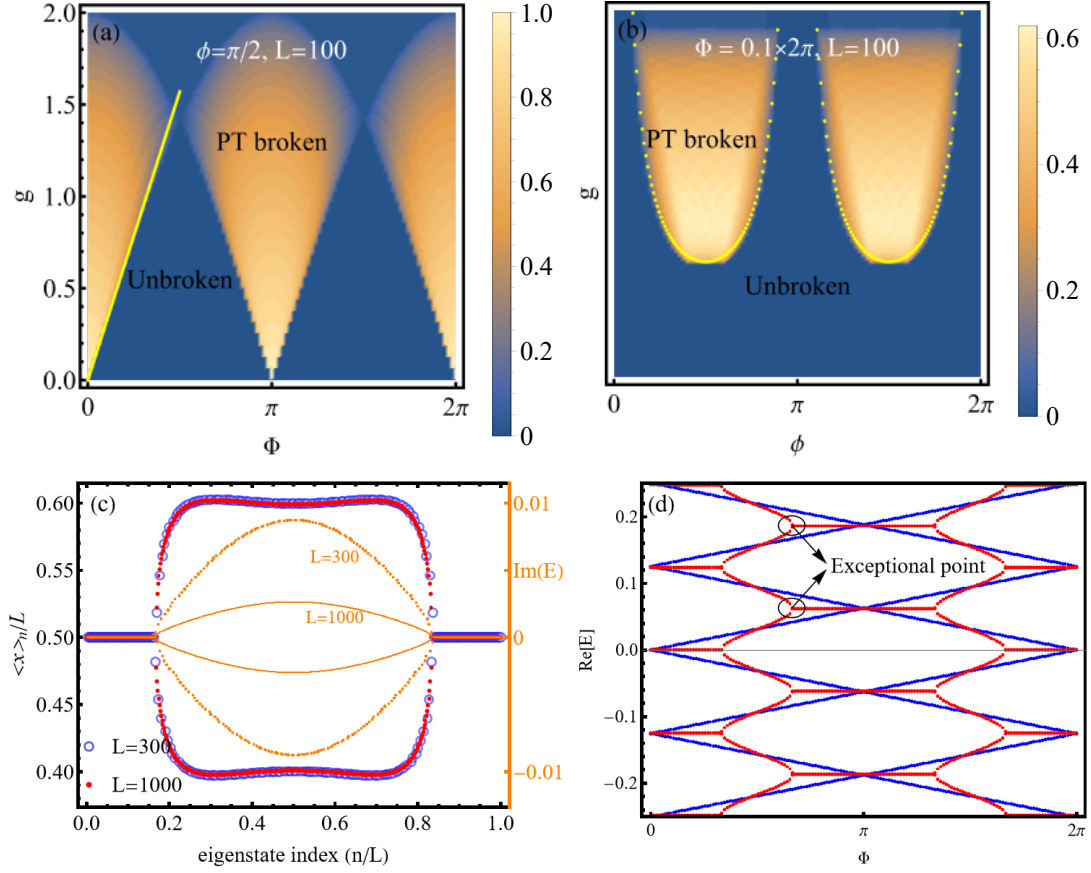 (a)
ϕ=π/2, L=100
PT broken
Unbroken
g
2.0
1.5
1.0
0.5
0.0
0
π
2π
Φ
1.0
0.8
0.6
0.4
0.2
0
(b)
Φ = 0.1×2π, L=100
PT broken
Unbroken
g
0
π
2π
ϕ
0.6
0.4
0.2
0
(c)
<x>ₙ/L
0.60
0.55
0.50
0.45
0.40
L=300
L=1000
L=300
L=1000
0.01
Im(E)
0
-0.01
0.0
0.2
0.4
0.6
0.8
1.0
eigenstate index (n/L)
(d)
Re[E]
0.2
0.1
0.0
-0.1
-0.2
Exceptional point
0
π
2π
Φ